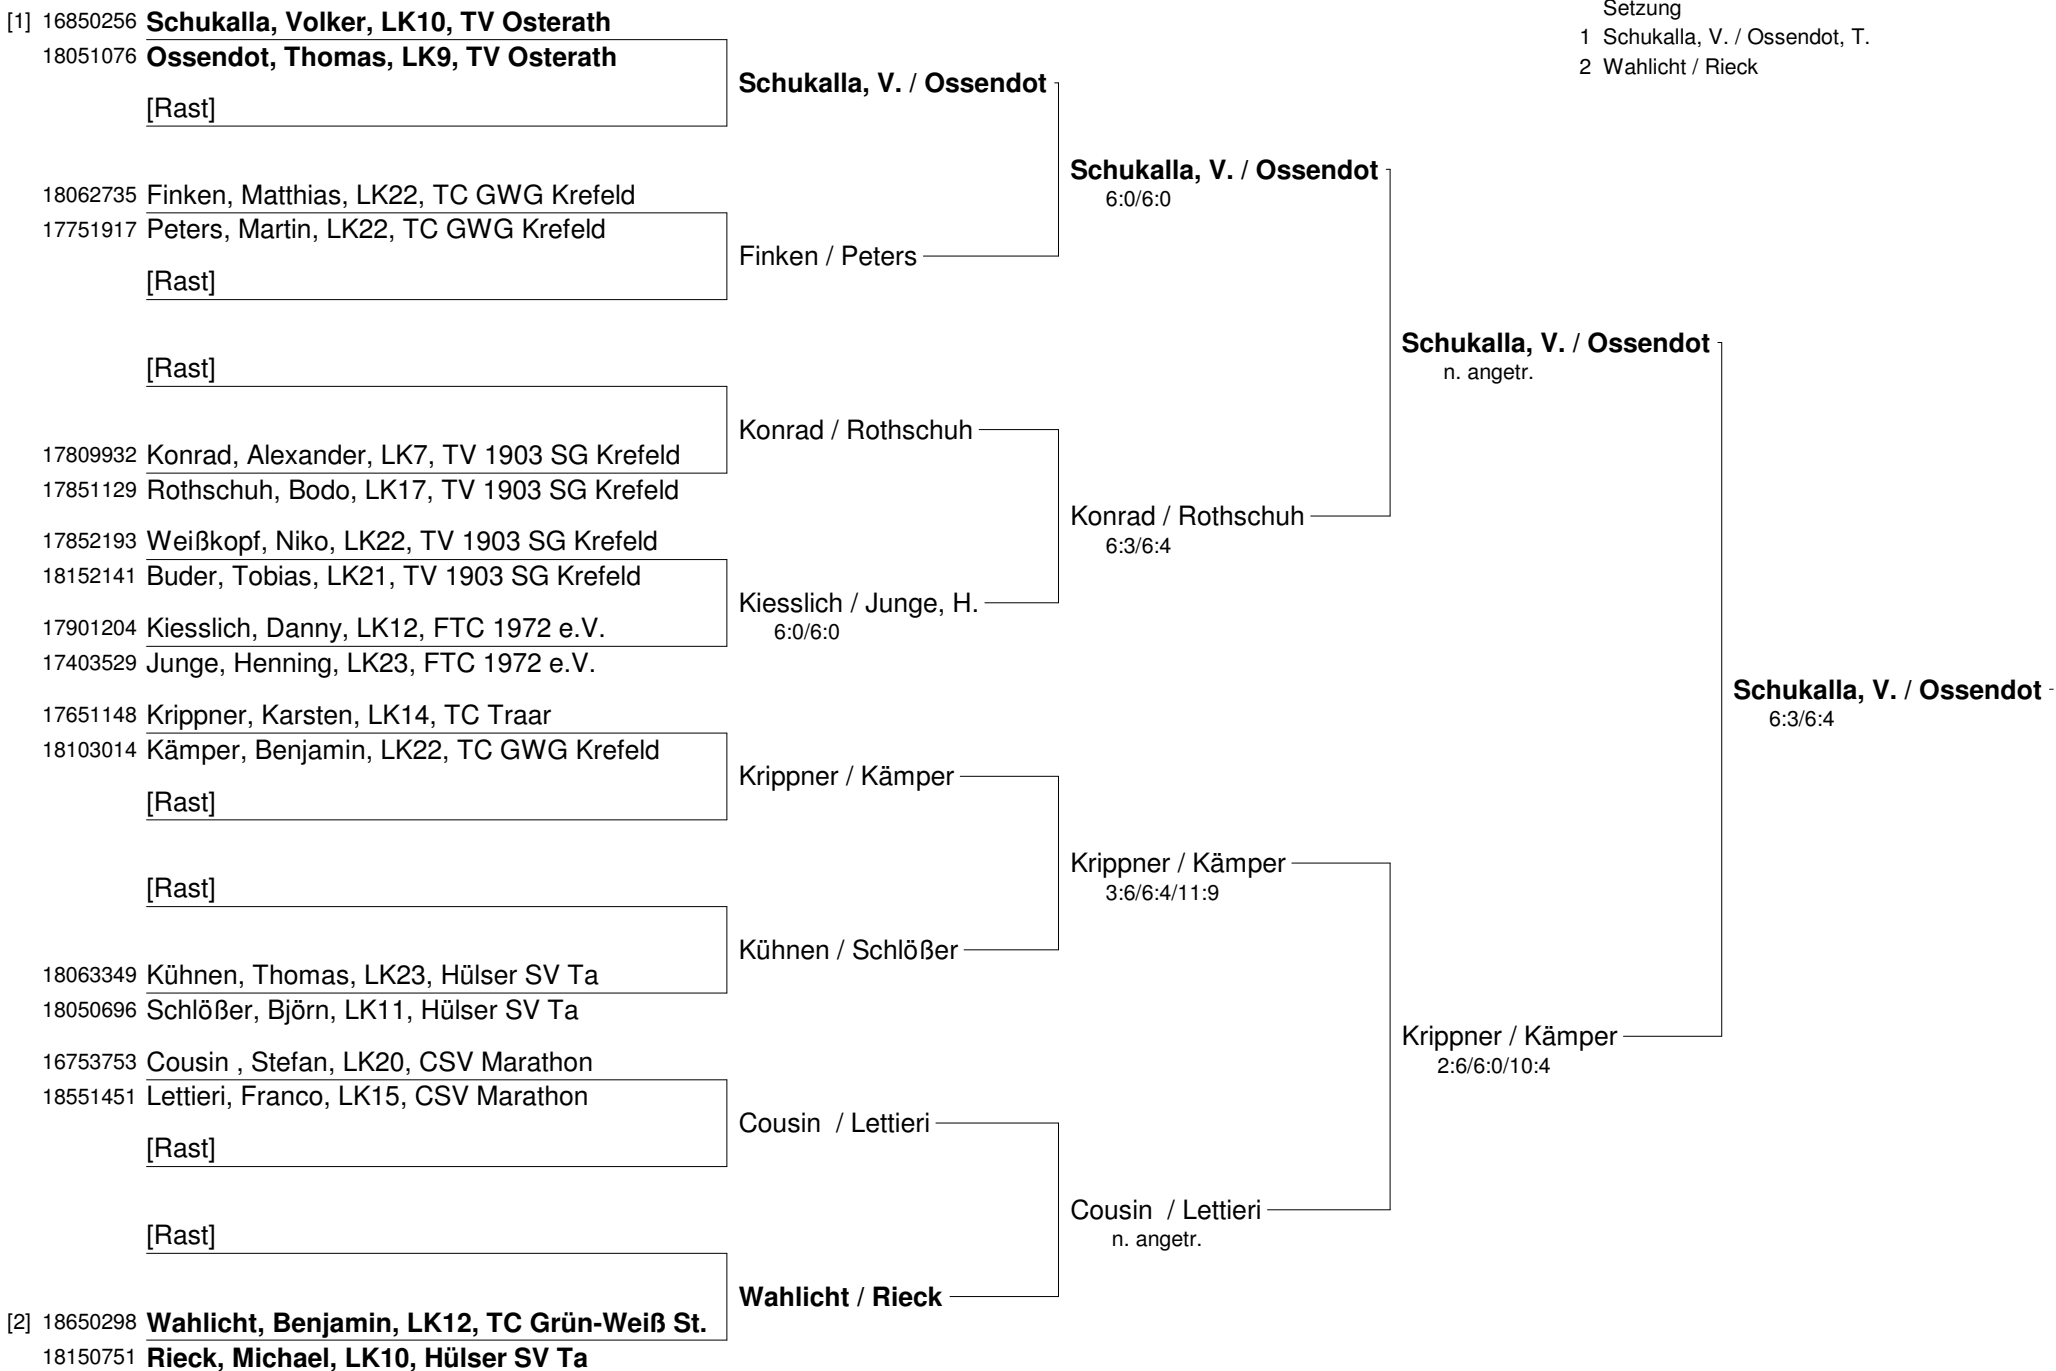 [1] 16850256 Schukalla, Volker, LK10, TV Osterath
18051076 Ossendot, Thomas, LK9, TV Osterath
[Rast]
18062735 Finken, Matthias, LK22, TC GWG Krefeld
17751917 Peters, Martin, LK22, TC GWG Krefeld
[Rast]
[Rast]
17809932 Konrad, Alexander, LK7, TV 1903 SG Krefeld
17851129 Rothschuh, Bodo, LK17, TV 1903 SG Krefeld
17852193 Weißkopf, Niko, LK22, TV 1903 SG Krefeld
18152141 Buder, Tobias, LK21, TV 1903 SG Krefeld
17901204 Kiesslich, Danny, LK12, FTC 1972 e.V.
17403529 Junge, Henning, LK23, FTC 1972 e.V.
17651148 Krippner, Karsten, LK14, TC Traar
18103014 Kämper, Benjamin, LK22, TC GWG Krefeld
[Rast]
[Rast]
18063349 Kühnen, Thomas, LK23, Hülser SV Ta
18050696 Schlößer, Björn, LK11, Hülser SV Ta
16753753 Cousin , Stefan, LK20, CSV Marathon
18551451 Lettieri, Franco, LK15, CSV Marathon
[Rast]
[Rast]
[2] 18650298 Wahlicht, Benjamin, LK12, TC Grün-Weiß St.
18150751 Rieck, Michael, LK10, Hülser SV Ta
Schukalla, V. / Ossendot
Finken / Peters
Konrad / Rothschuh
Kiesslich / Junge, H.
6:0/6:0
Krippner / Kämper
Kühnen / Schlößer
Cousin  / Lettieri
Wahlicht / Rieck
Schukalla, V. / Ossendot
6:0/6:0
Konrad / Rothschuh
6:3/6:4
Krippner / Kämper
3:6/6:4/11:9
Cousin  / Lettieri
n. angetr.
Schukalla, V. / Ossendot
n. angetr.
Krippner / Kämper
2:6/6:0/10:4
Schukalla, V. / Ossendot
6:3/6:4
Setzung
1 Schukalla, V. / Ossendot, T.
2 Wahlicht / Rieck